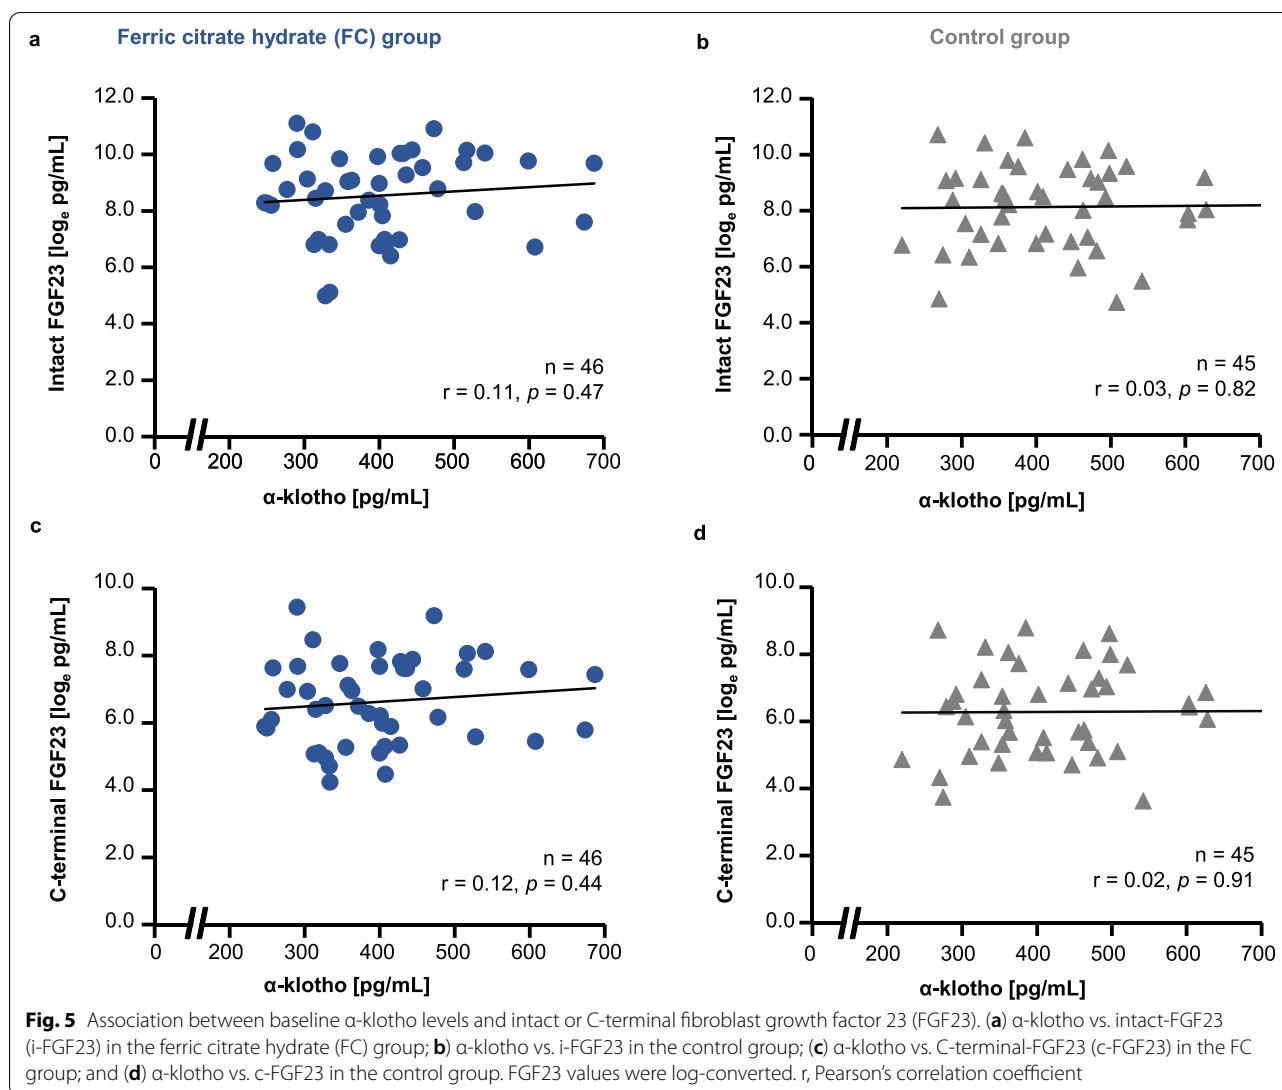 a
Ferric citrate hydrate (FC) group
12.0
10.0
8.0
6.0
4.0
2.0
0.0
Intact FGF23 [logₑ pg/mL]
n = 46
r = 0.11, p = 0.47
0 200 300 400 500 600 700
α-klotho [pg/mL]
b
Control group
12.0
10.0
8.0
6.0
4.0
2.0
0.0
Intact FGF23 [logₑ pg/mL]
n = 45
r = 0.03, p = 0.82
0 200 300 400 500 600 700
α-klotho [pg/mL]
c
10.0
8.0
6.0
4.0
2.0
0.0
C-terminal FGF23 [logₑ pg/mL]
n = 46
r = 0.12, p = 0.44
0 200 300 400 500 600 700
α-klotho [pg/mL]
d
10.0
8.0
6.0
4.0
2.0
0.0
C-terminal FGF23 [logₑ pg/mL]
n = 45
r = 0.02, p = 0.91
0 200 300 400 500 600 700
α-klotho [pg/mL]
Fig. 5 Association between baseline α-klotho levels and intact or C-terminal fibroblast growth factor 23 (FGF23). (a) α-klotho vs. intact-FGF23
(i-FGF23) in the ferric citrate hydrate (FC) group; b) α-klotho vs. i-FGF23 in the control group; (c) α-klotho vs. C-terminal-FGF23 (c-FGF23) in the FC
group; and (d) α-klotho vs. c-FGF23 in the control group. FGF23 values were log-converted. r, Pearson's correlation coefficient